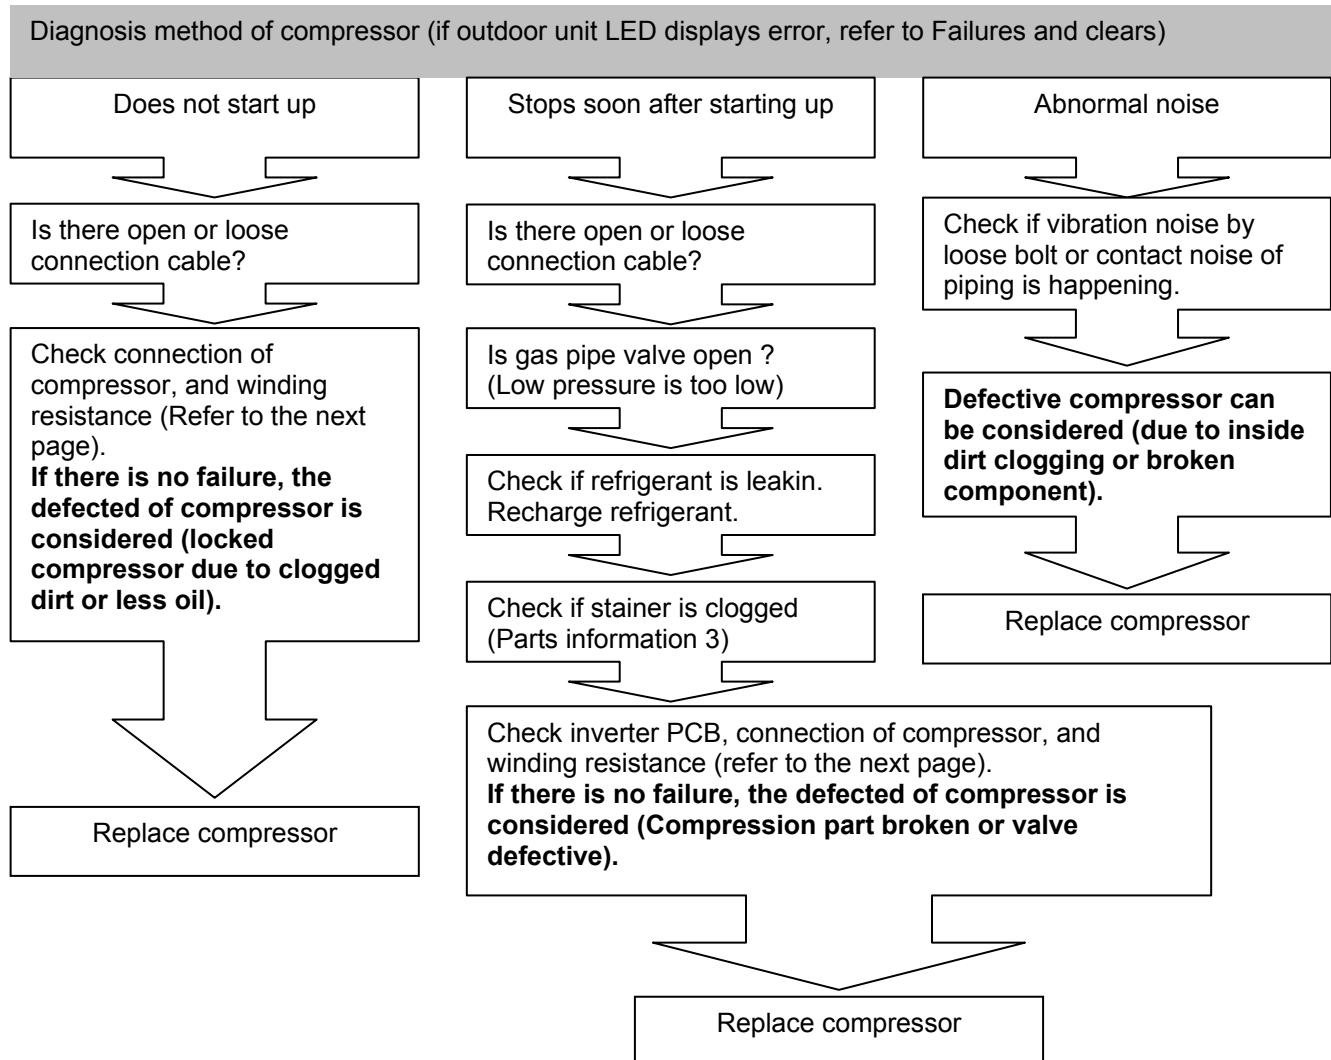 Diagnosis method of compressor (if outdoor unit LED displays error, refer to Failures and clears)
Does not start up
Is there open or loose
connection cable?
Check connection of
compressor, and winding
resistance (Refer to the next
page).
If there is no failure, the
defected of compressor is
considered (locked
compressor due to clogged
dirt or less oil).
Replace compressor
Stops soon after starting up
Is there open or loose
connection cable?
Is gas pipe valve open ?
(Low pressure is too low)
Check if refrigerant is leakin.
Recharge refrigerant.
Check if stainer is clogged
(Parts information 3)
Check inverter PCB, connection of compressor, and
winding resistance (refer to the next page).
If there is no failure, the defected of compressor is
considered (Compression part broken or valve
defective).
Replace compressor
Abnormal noise
Check if vibration noise by
loose bolt or contact noise of
piping is happening.
Defective compressor can
be considered (due to inside
dirt clogging or broken
component).
Replace compressor